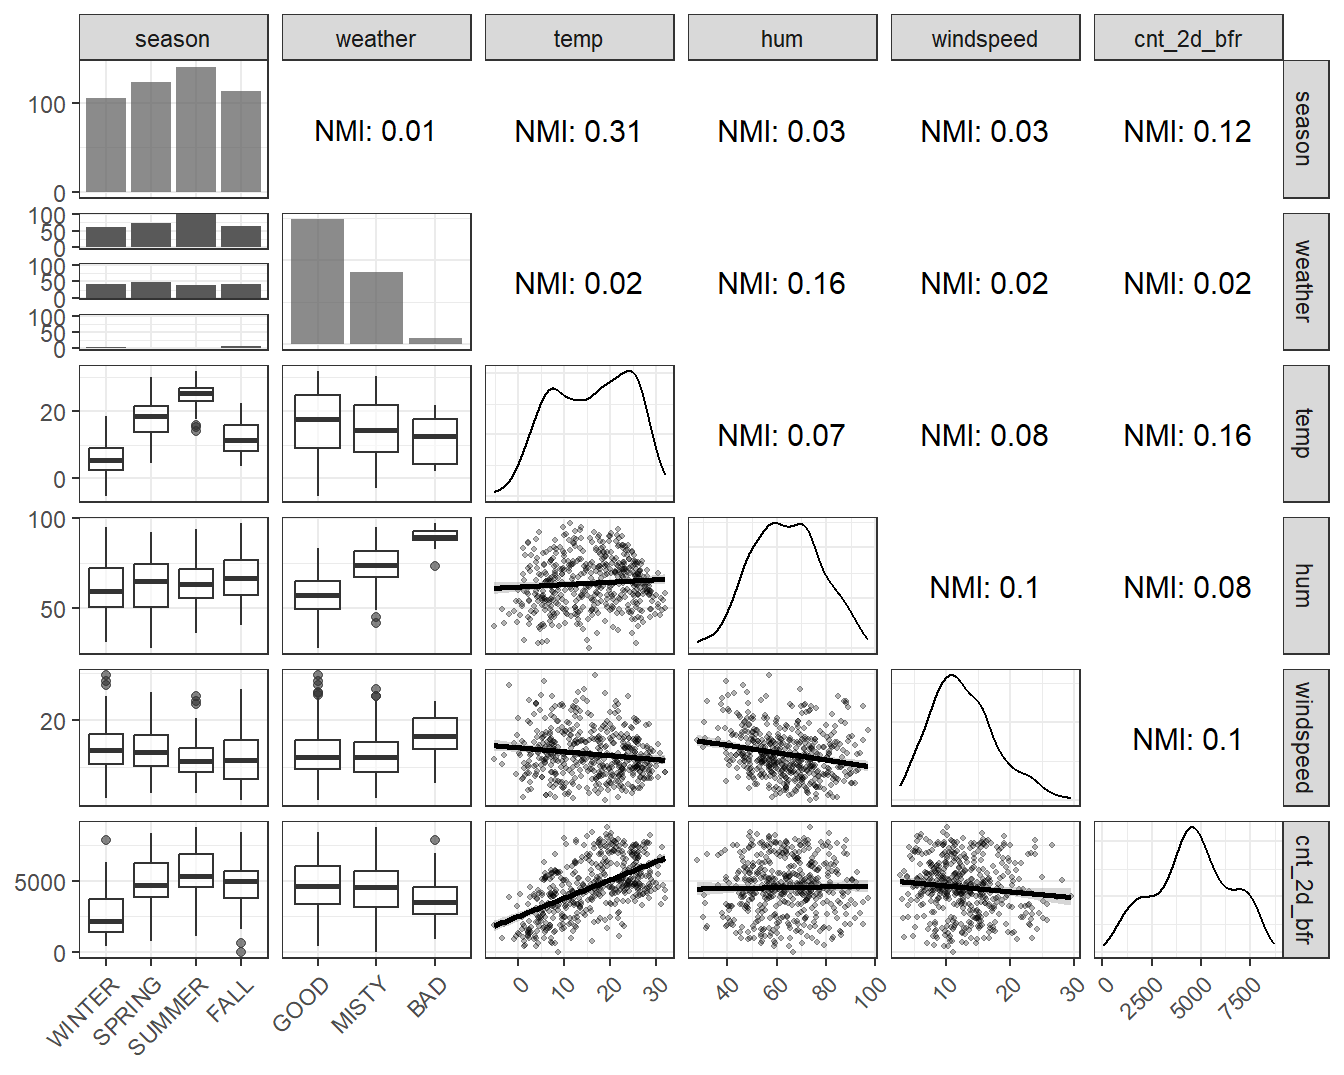 season weather temp hum windspeed cnt_2d_bfr
100
0
NMI: 0.01 NMI: 0.31 NMI: 0.03 NMI: 0.03 NMI: 0.12
season
100
50
0
100
50
0
100
50
0
NMI: 0.02 NMI: 0.16 NMI: 0.02 NMI: 0.02
weather
20
0
NMI: 0.07 NMI: 0.08 NMI: 0.16
temp
100
50
NMI: 0.1 NMI: 0.08
hum
20
NMI: 0.1
windspeed
5000
0
cnt_2d_bfr
WINTER SPRING SUMMER FALL GOOD MISTY BAD 0 10 20 30 40 60 80 100 10 20 30 0 2500 5000 7500